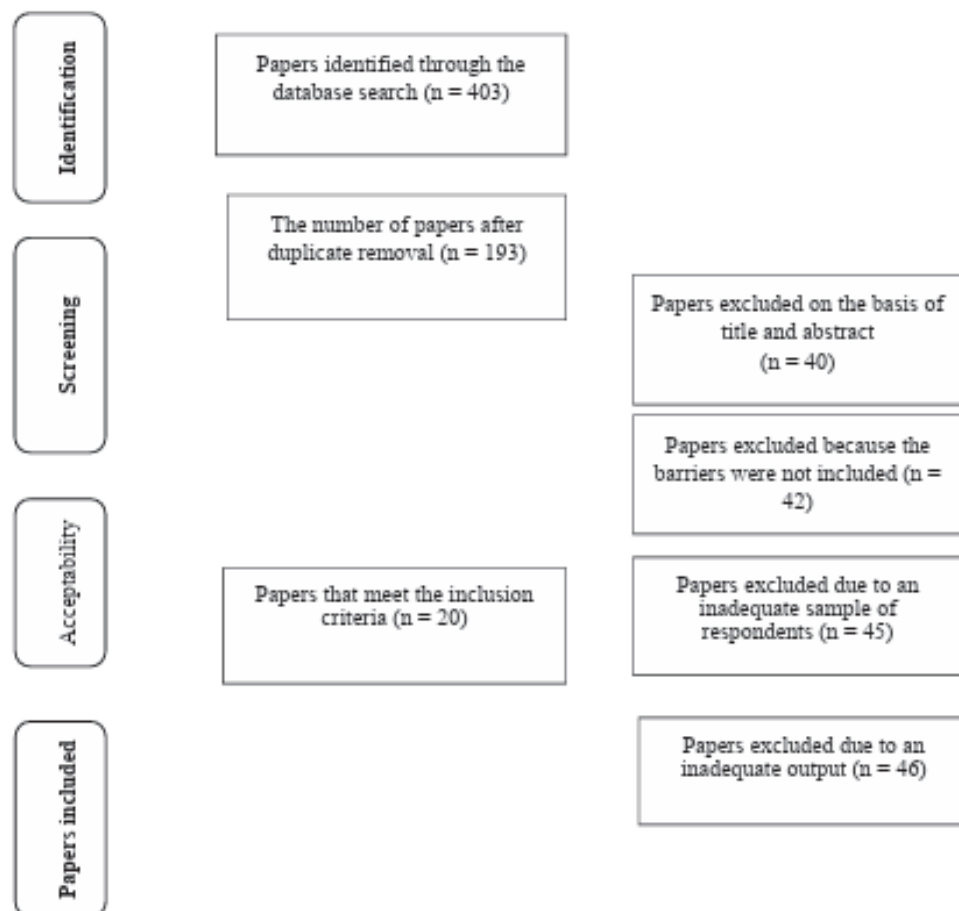 Identification
Papers identified through the
database search (n = 403)
The number of papers after
duplicate removal (n = 193)
Screening
Papers excluded on the basis of
title and abstract
(n = 40)
Papers excluded because the
barriers were not included (n =
42)
Acceptability
Papers that meet the inclusion
criteria (n = 20)
Papers excluded due to an
inadequate sample of
respondents (n = 45)
Papers included
Papers excluded due to an
inadequate output (n = 46)